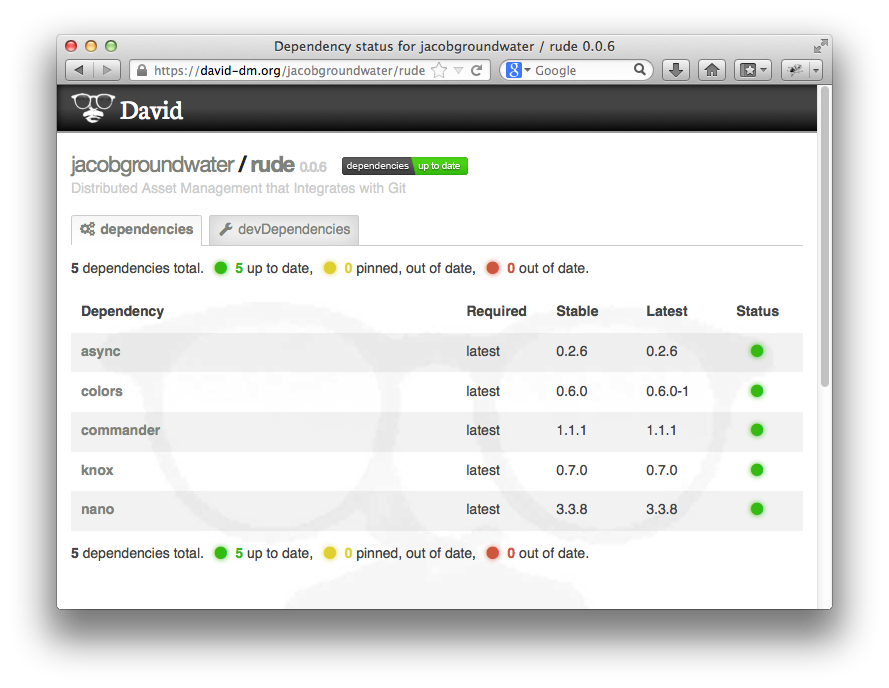 Dependency status for jacobgroundwater / rude 0.0.6
https://david-dm.org/jacobgroundwater/rude
8 Google
David
jacobgroundwater / rude 0.0.6 dependencies up to date
Distributed Asset Management that Integrates with Git
dependencies devDependencies
5 dependencies total. 5 up to date, 0 pinned, out of date, 0 out of date.
Dependency Required Stable Latest Status
async latest 0.2.6 0.2.6
colors latest 0.6.0 0.6.0-1
commander latest 1.1.1 1.1.1
knox latest 0.7.0 0.7.0
nano latest 3.3.8 3.3.8
5 dependencies total. 5 up to date, 0 pinned, out of date, 0 out of date.